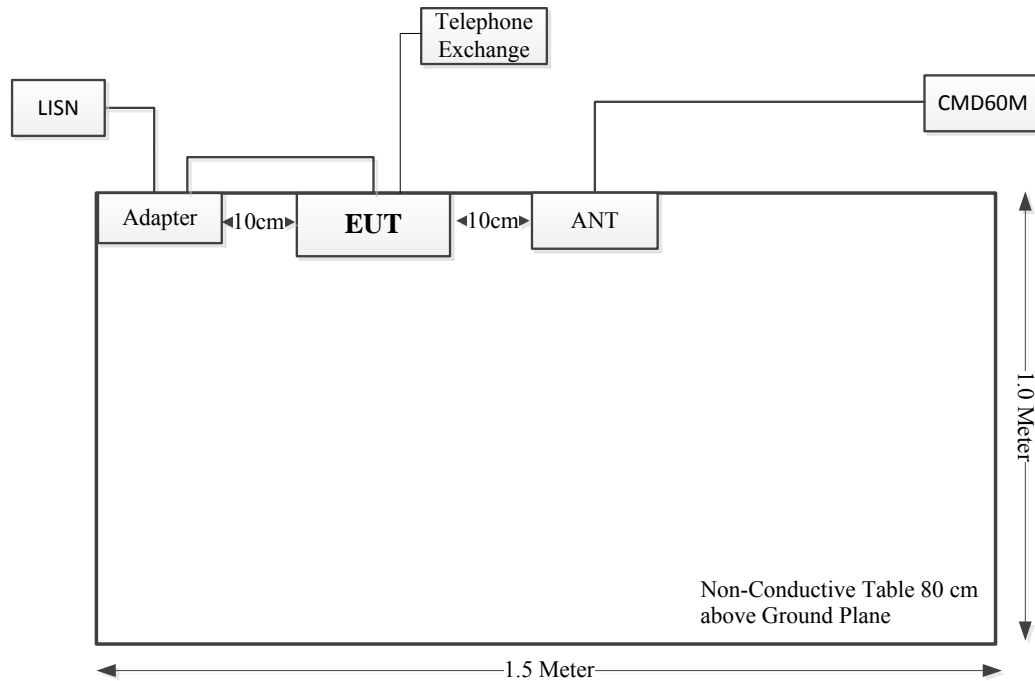 Telephone
Exchange
LISN
CMD60M
Adapter
10cm
EUT
10cm
ANT
1.0 Meter
Non-Conductive Table 80 cm
above Ground Plane
1.5 Meter